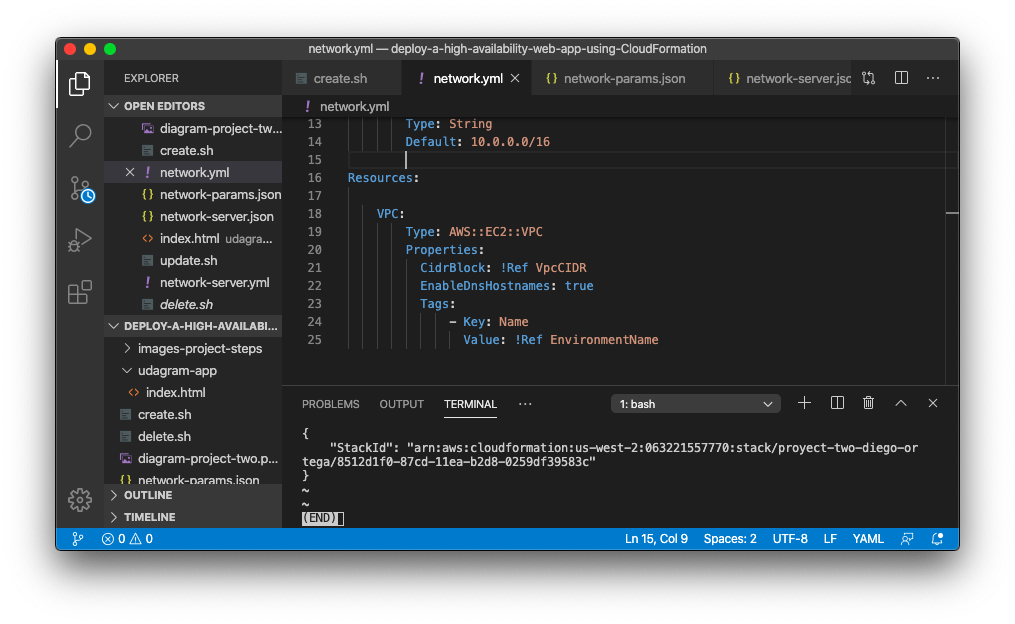 network.yml — deploy-a-high-availability-web-app-using-CloudFormation
EXPLORER
OPEN EDITORS
diagram-project-tw...
create.sh
network.yml
network-params.json
network-server.json
index.html udagra...
update.sh
network-server.yml
delete.sh
DEPLOY-A-HIGH-AVAILABI...
images-project-steps
udagram-app
index.html
create.sh
delete.sh
diagram-project-two.p...
network-params.json
OUTLINE
TIMELINE
create.sh
network.yml
network-params.json
network-server.jsc
network.yml
13 Type: String
14 Default: 10.0.0.0/16
15
16 Resources:
17
18 VPC:
19 Type: AWS::EC2::VPC
20 Properties:
21 CidrBlock: !Ref VpcCIDR
22 EnableDnsHostnames: true
23 Tags:
24 - Key: Name
25 Value: !Ref EnvironmentName
PROBLEMS OUTPUT TERMINAL ··· 1: bash
{
"StackId": "arn:aws:cloudformation:us-west-2:063221557770:stack/proyect-two-diego-or
tega/8512d1f0-87cd-11ea-b2d8-0259df39583c"
}
~
~
(END)
0 0 Ln 15, Col 9 Spaces: 2 UTF-8 LF YAML